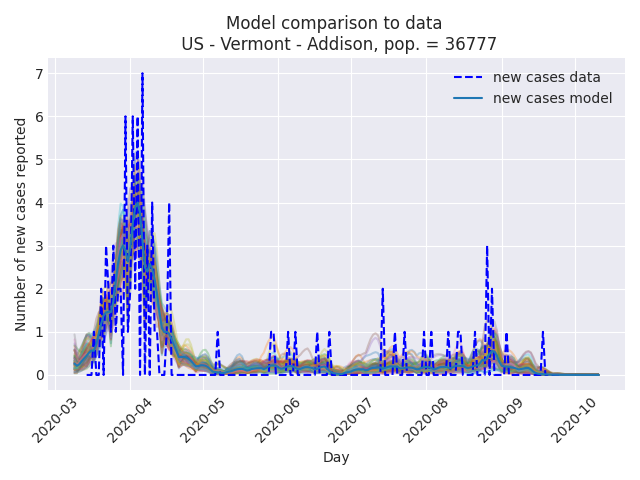 Model comparison to data
US - Vermont - Addison, pop. = 36777
new cases data
new cases model
Number of new cases reported
7
6
5
4
3
2
1
0
2020-03
2020-04
2020-05
2020-06
2020-07
2020-08
2020-09
2020-10
Day